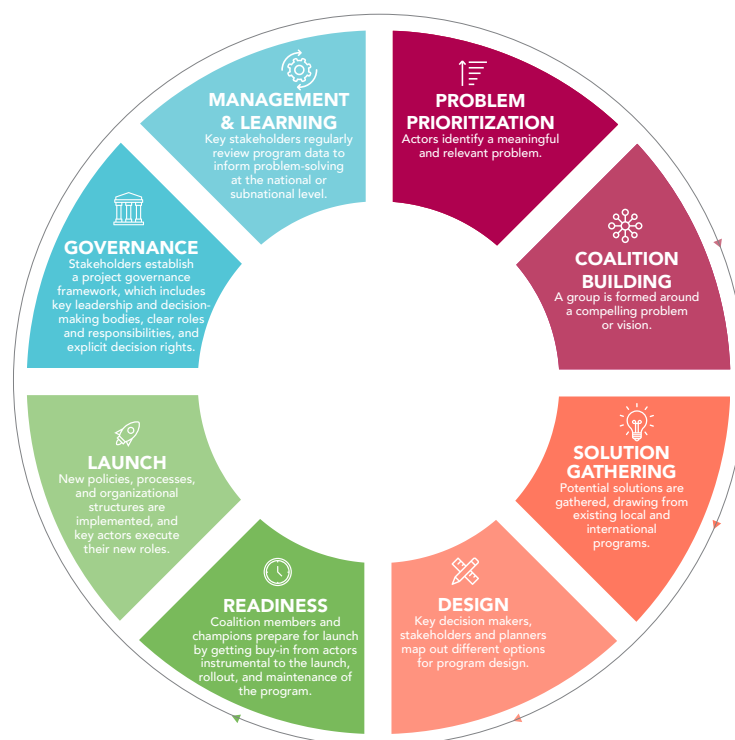 PROBLEM
PRIORITIZATION
Actors identify a meaningful
and relevant problem.
COALITION
BUILDING
A group is formed around
a compelling problem
or vision.
SOLUTION
GATHERING
Potential solutions are
gathered, drawing from
existing local and
international
programs.
DESIGN
Key decision makers,
stakeholders and planners
map out different options
for program design.
READINESS
Coalition members and
champions prepare for launch
by getting buy-in from actors
instrumental to the launch,
rollout, and maintenance of
the program.
LAUNCH
New policies, processes,
and organizational
structures are
implemented, and
key actors execute
their new roles.
GOVERNANCE
Stakeholders establish
a project governance
framework, which includes
key leadership and decision-
making bodies, clear roles
and responsibilities, and
explicit decision rights.
MANAGEMENT
& LEARNING
Key stakeholders regularly
review program data to
inform problem-solving
at the national or
subnational level.